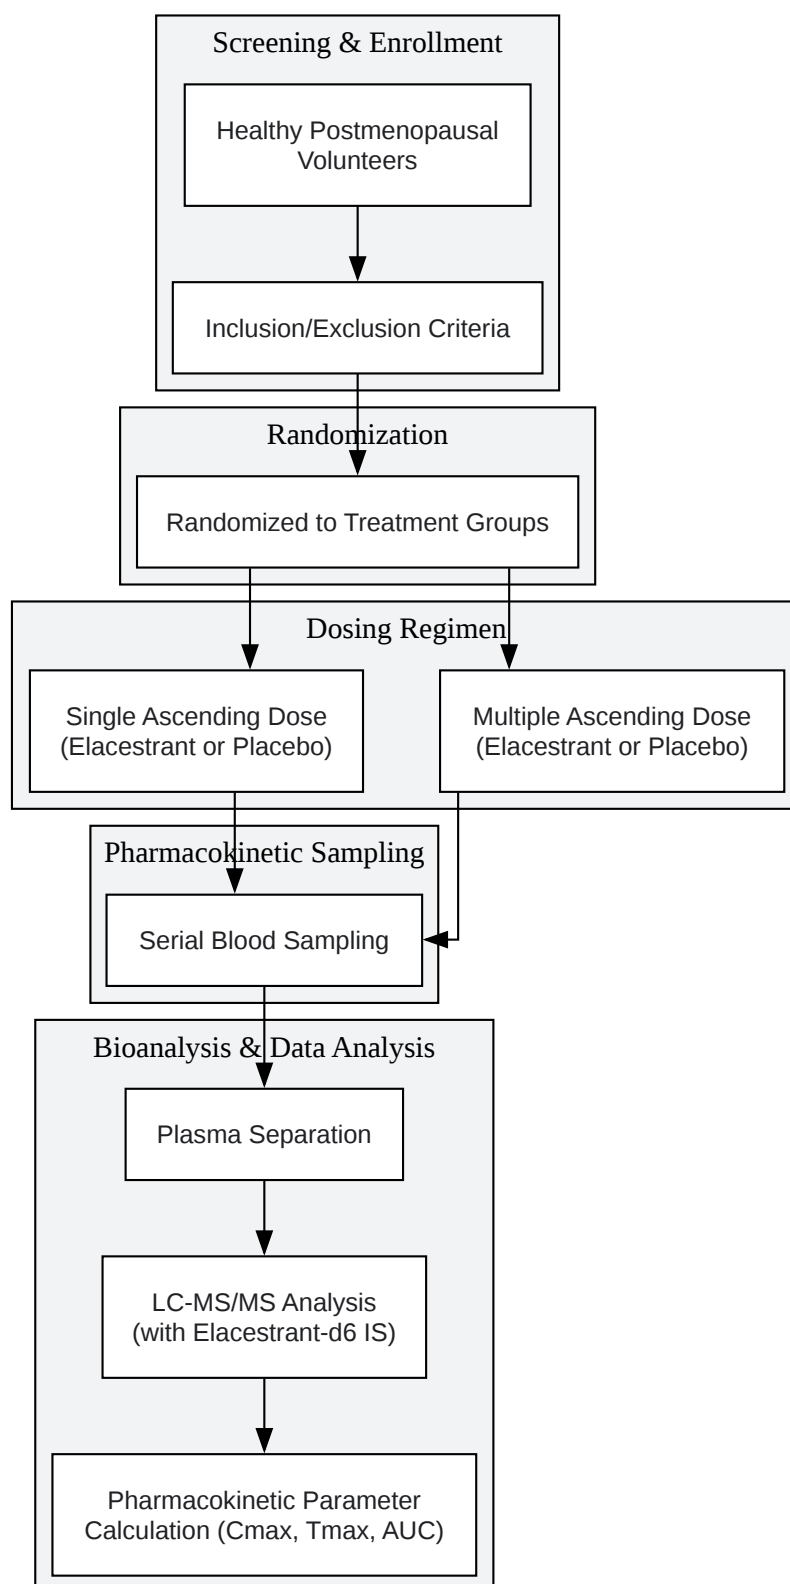 Screening & Enrollment
Healthy Postmenopausal
Volunteers
Inclusion/Exclusion Criteria
Randomization
Randomized to Treatment Groups
Dosing Regimen
Single Ascending Dose
(Elacestrant or Placebo)
Multiple Ascending Dose
(Elacestrant or Placebo)
Pharmacokinetic Sampling
Serial Blood Sampling
Bioanalysis & Data Analysis
Plasma Separation
LC-MS/MS Analysis
(with Elacestrant-d6 IS)
Pharmacokinetic Parameter
Calculation (Cmax, Tmax, AUC)